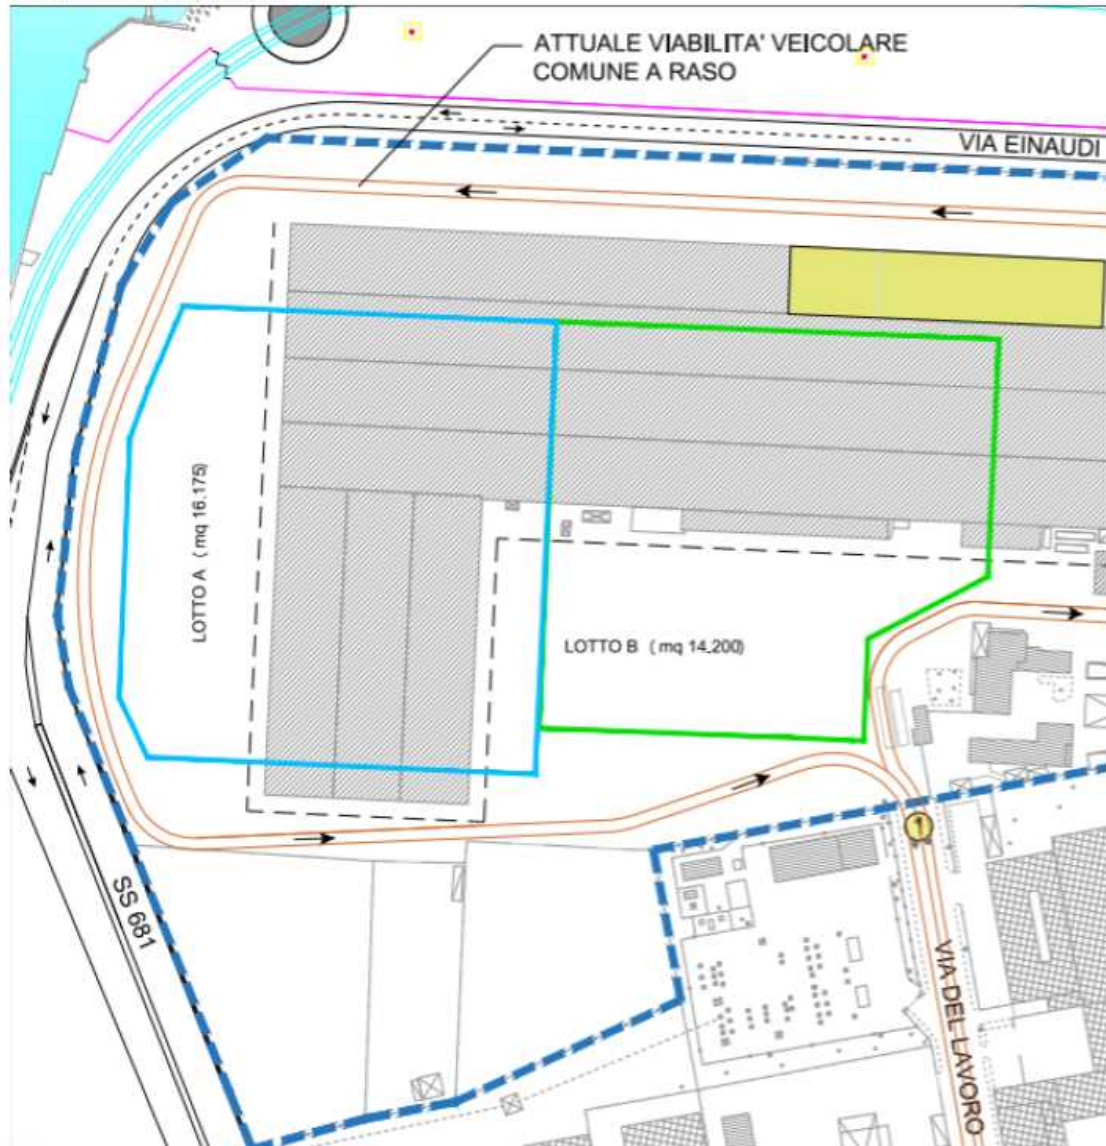 ATTUALE VIABILITA' VEICOLARE
COMUNE A RASO
VIA EINAUDI
LOTTO A ( mq 16.175)
LOTTO B ( mq 14.200)
1
SS 681
VIA DEL LAVORO